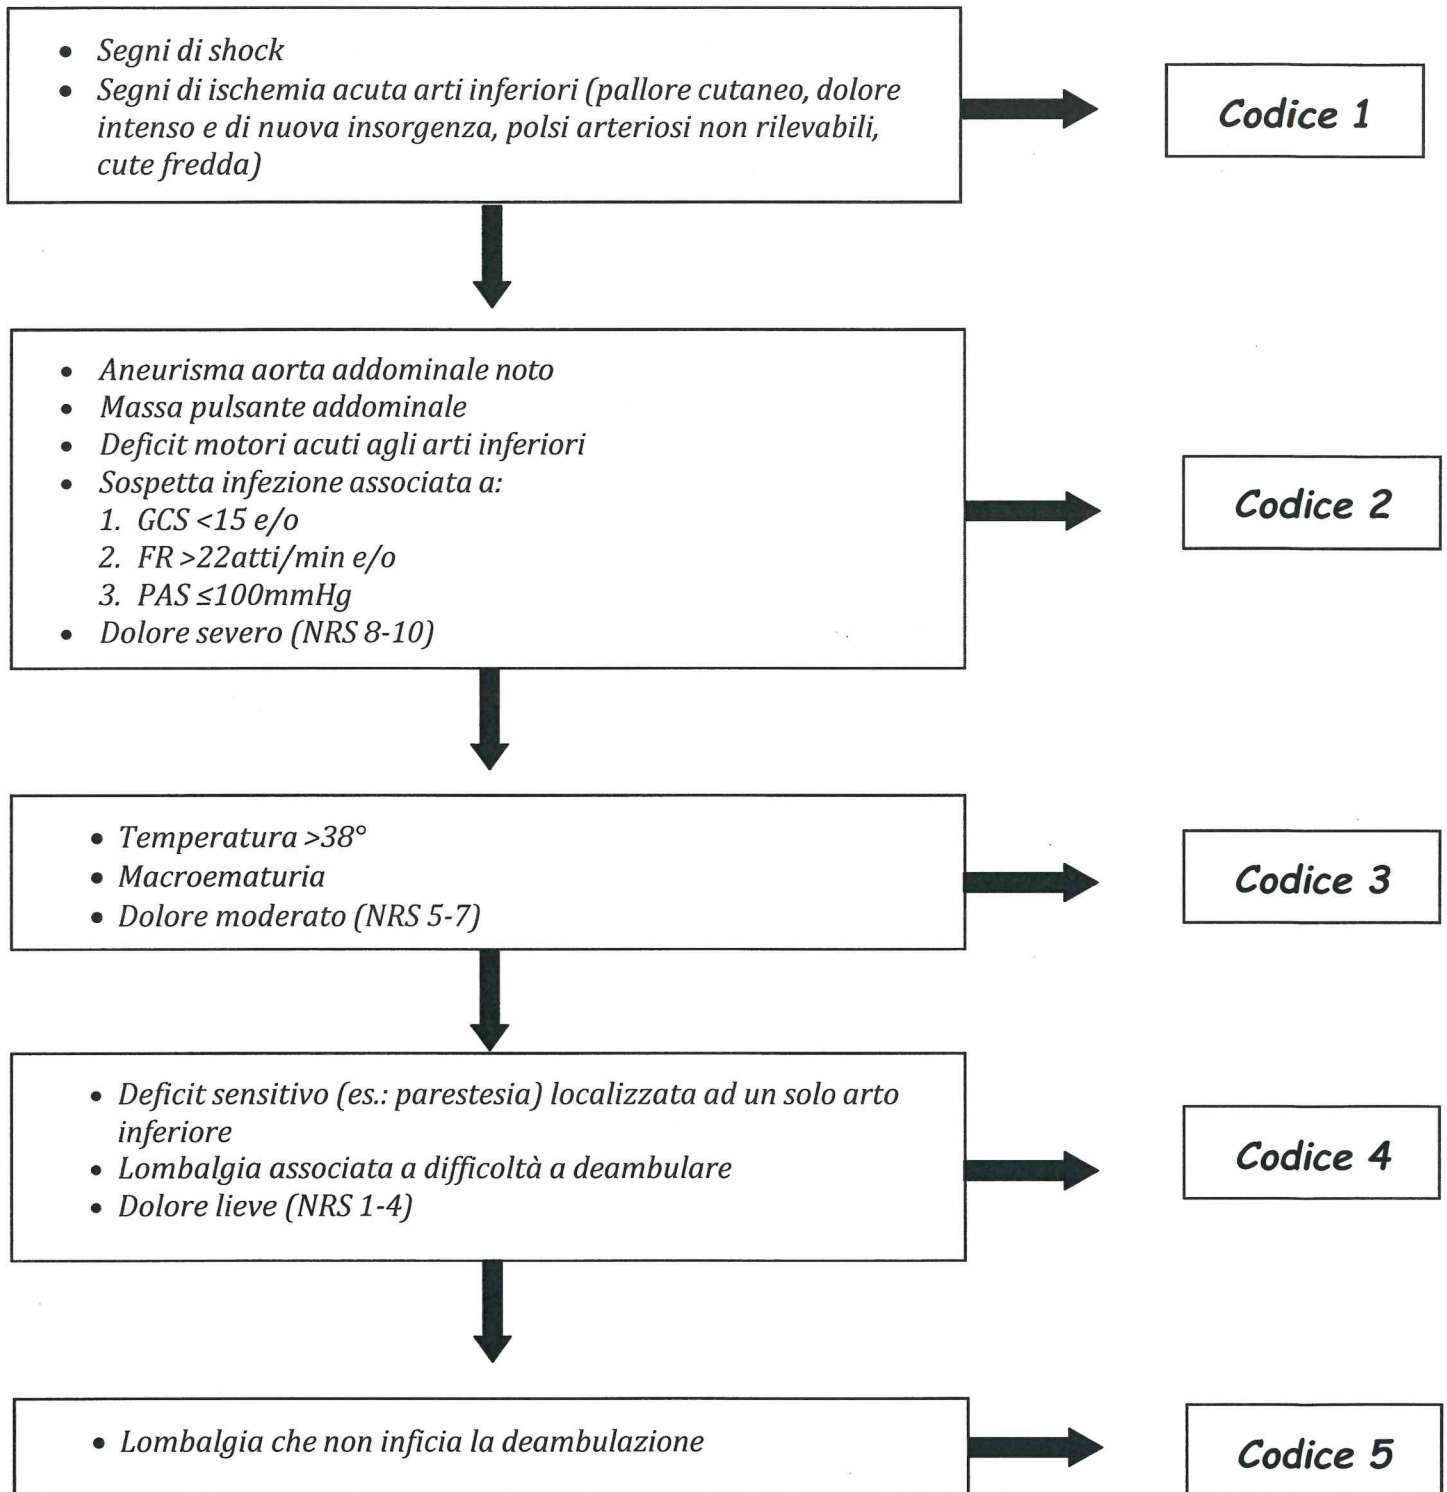 • Segni di shock
• Segni di ischemia acuta arti inferiori (pallore cutaneo, dolore
intenso e di nuova insorgenza, polsi arteriosi non rilevabili,
cute fredda)
Codice 1
• Aneurisma aorta addominale noto
• Massa pulsante addominale
• Deficit motori acuti agli arti inferiori
• Sospetta infezione associata a:
1. GCS <15 e/o
2. FR >22atti/min e/o
3. PAS ≤100mmHg
• Dolore severo (NRS 8-10)
Codice 2
• Temperatura >38°
• Macroematuria
• Dolore moderato (NRS 5-7)
Codice 3
• Deficit sensitivo (es.: parestesia) localizzata ad un solo arto
inferiore
• Lombalgia associata a difficoltà a deambulare
• Dolore lieve (NRS 1-4)
Codice 4
• Lombalgia che non inficia la deambulazione
Codice 5